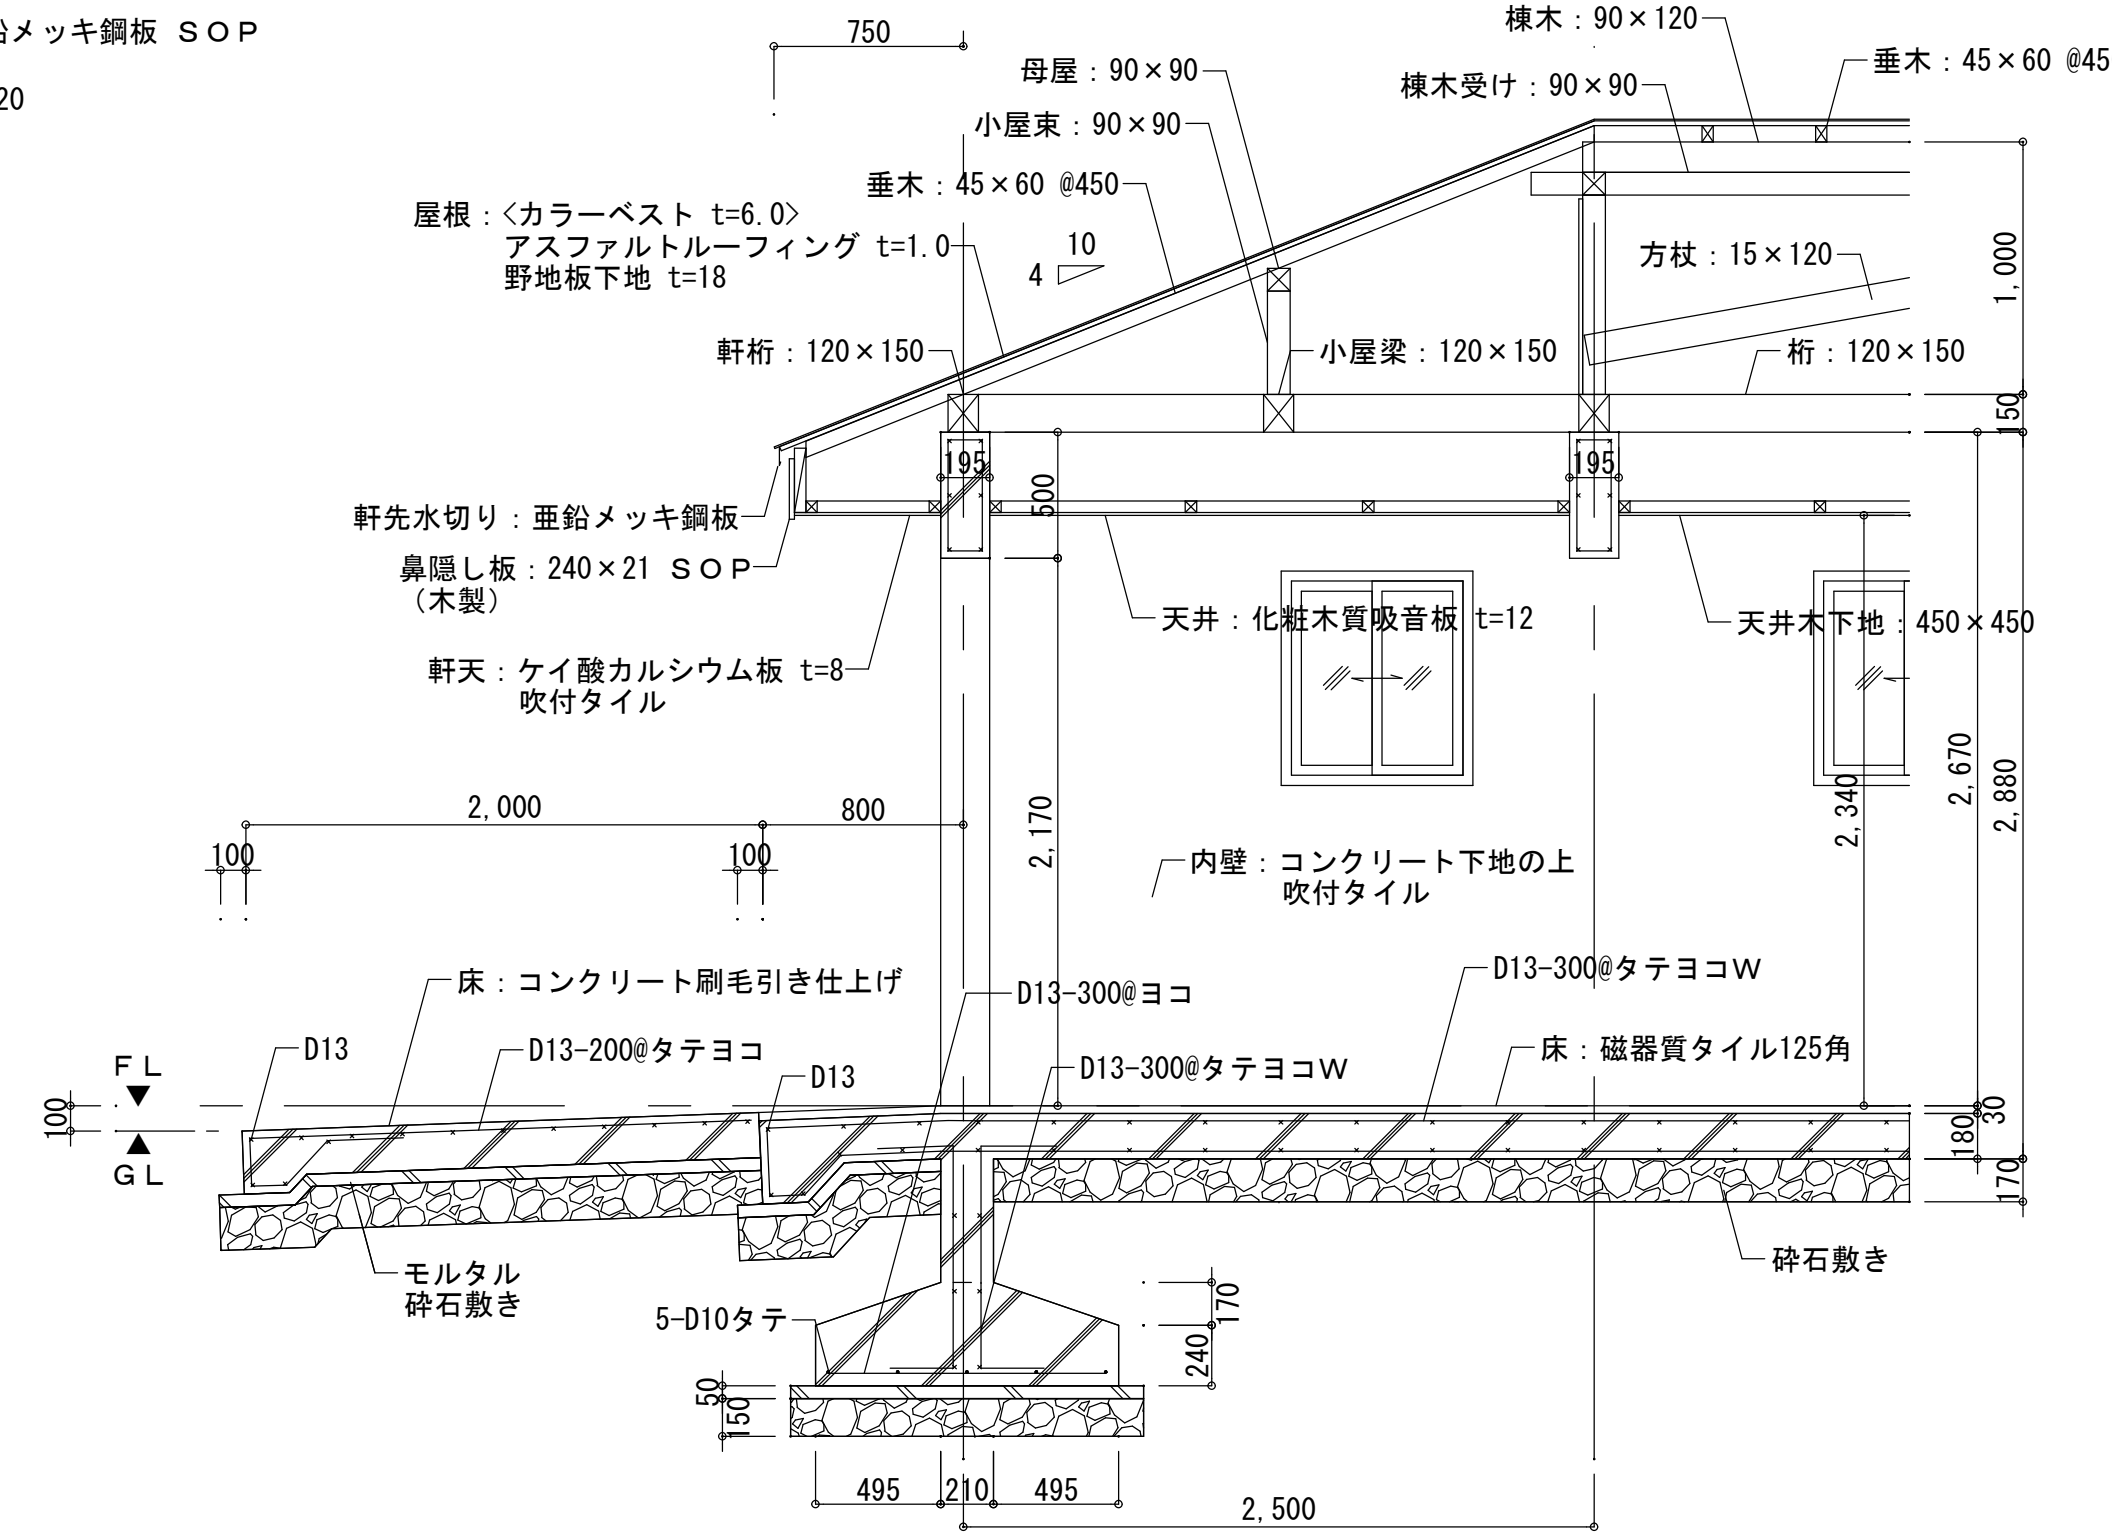 鉛メッキ鋼板 ＳＯＰ
20
750
棟木：90×120
垂木：45×60 @45
母屋：90×90
棟木受け：90×90
小屋束：90×90
垂木：45×60 @450
屋根：<カラーベスト t=6.0>
アスファルトルーフィング t=1.0
野地板下地 t=18
10
4
方杖：15×120
1,000
軒桁：120×150
小屋梁：120×150
桁：120×150
150
195
195
500
軒先水切り：亜鉛メッキ鋼板
鼻隠し板：240×21 ＳＯＰ
（木製）
天井：化粧木質吸音板 t=12
天井木下地：450×450
軒天：ケイ酸カルシウム板 t=8
吹付タイル
2,670
2,880
2,340
2,170
2,000
800
100
100
内壁：コンクリート下地の上
吹付タイル
床：コンクリート刷毛引き仕上げ
D13-300@ヨコ
D13-300@タテヨコＷ
D13
D13-200@タテヨコ
D13
D13-300@タテヨコＷ
床：磁器質タイル125角
ＦＬ
100
ＧＬ
30
180
170
モルタル
砕石敷き
砕石敷き
5-D10タテ
170
240
50
150
495
210
495
2,500